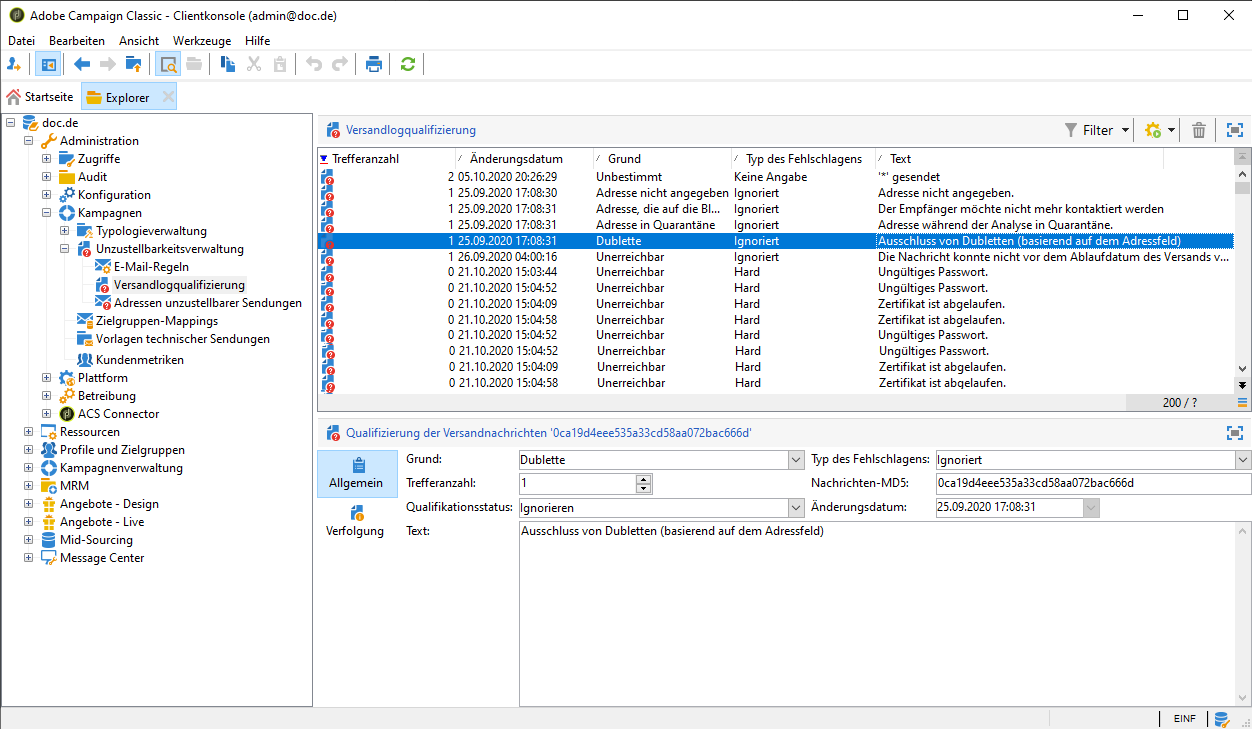 Adobe Campaign Classic - Clientkonsole (admin@doc.de)
Datei Bearbeiten Ansicht Werkzeuge Hilfe
Startseite Explorer
doc.de
Administration
Zugriffe
Audit
Konfiguration
Kampagnen
Typologieverwaltung
Unzustellbarkeitsverwaltung
E-Mail-Regeln
Versandlogqualifizierung
Adressen unzustellbarer Sendungen
Zielgruppen-Mappings
Vorlagen technischer Sendungen
Kundenmetriken
Plattform
Betreibung
ACS Connector
Ressourcen
Profile und Zielgruppen
Kampagnenverwaltung
MRM
Angebote - Design
Angebote - Live
Mid-Sourcing
Message Center
Versandlogqualifizierung Filter
Trefferanzahl Änderungsdatum Grund Typ des Fehlschlagens Text
2 05.10.2020 20:26:29 Unbestimmt Keine Angabe '*' gesendet
1 25.09.2020 17:08:30 Adresse nicht angegeben Ignoriert Adresse nicht angegeben.
1 25.09.2020 17:08:31 Adresse, die auf die Bl... Ignoriert Der Empfänger möchte nicht mehr kontaktiert werden
1 25.09.2020 17:08:31 Adresse in Quarantäne Ignoriert Adresse während der Analyse in Quarantäne.
1 25.09.2020 17:08:31 Dublette Ignoriert Ausschluss von Dubletten (basierend auf dem Adressfeld)
1 26.09.2020 04:00:16 Unerreichbar Ignoriert Die Nachricht konnte nicht vor dem Ablaufdatum des Versands v...
0 21.10.2020 15:03:44 Unerreichbar Hard Ungültiges Passwort.
0 21.10.2020 15:04:52 Unerreichbar Hard Ungültiges Passwort.
0 21.10.2020 15:04:09 Unerreichbar Hard Zertifikat ist abgelaufen.
0 21.10.2020 15:04:58 Unerreichbar Hard Zertifikat ist abgelaufen.
0 21.10.2020 15:04:52 Unerreichbar Hard Ungültiges Passwort.
0 21.10.2020 15:04:52 Unerreichbar Hard Ungültiges Passwort.
0 21.10.2020 15:04:09 Unerreichbar Hard Zertifikat ist abgelaufen.
0 21.10.2020 15:04:58 Unerreichbar Hard Zertifikat ist abgelaufen.
200 / ?
Qualifizierung der Versandnachrichten '0ca19d4eee535a33cd58aa072bac666d'
Allgemein
Verfolgung
Grund: Dublette Typ des Fehlschlagens: Ignoriert
Trefferanzahl: 1 Nachrichten-MD5: 0ca19d4eee535a33cd58aa072bac666d
Qualifikationsstatus: Ignorieren Änderungsdatum: 25.09.2020 17:08:31
Text: Ausschluss von Dubletten (basierend auf dem Adressfeld)
EINF